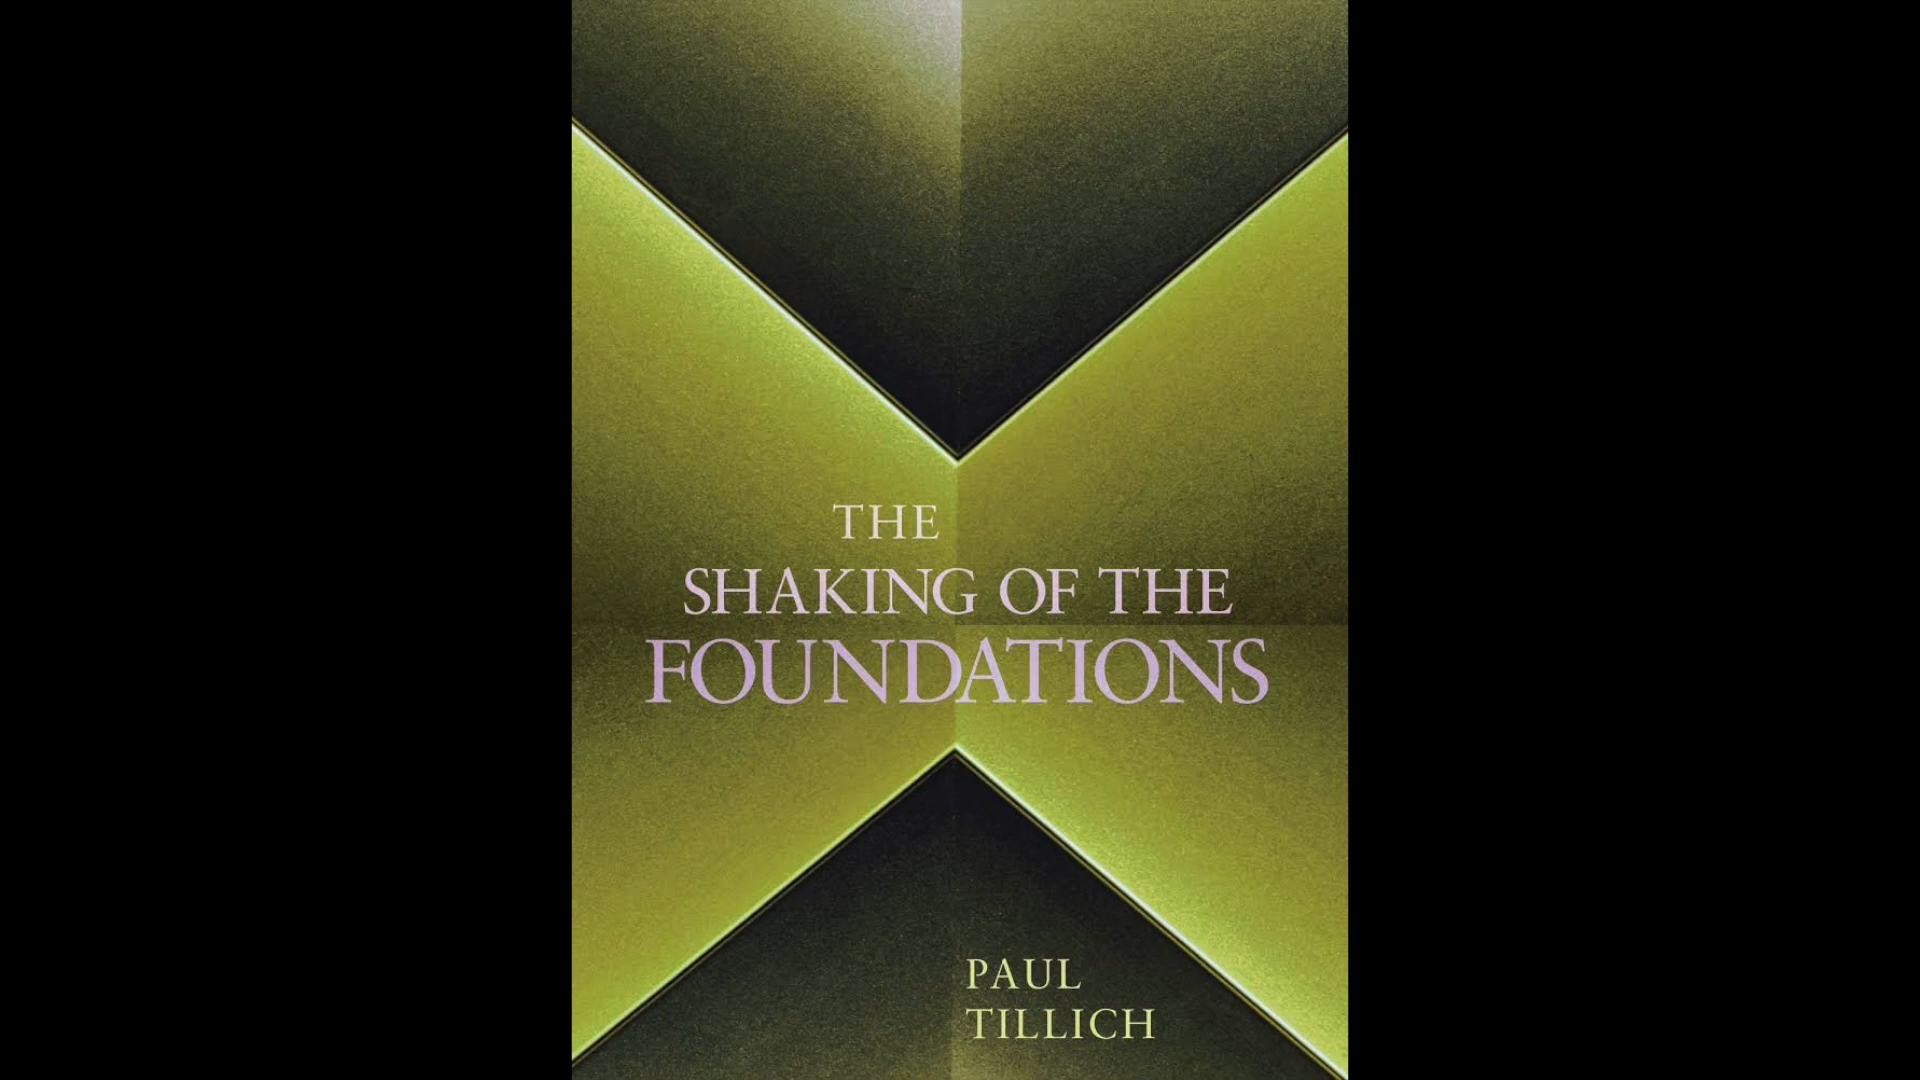 THE
SHAKING OF THE
FOUNDATIONS
PAUL
TILLICH